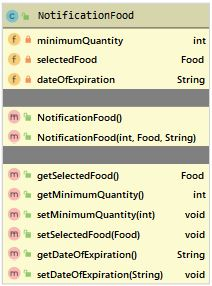 C NotificationFood
f minimumQuantity int
f selectedFood Food
f dateOfExpiration String
m NotificationFood()
m NotificationFood(int, Food, String)
m getSelectedFood() Food
m getMinimumQuantity() int
m setMinimumQuantity(int) void
m setSelectedFood(Food) void
m getDateOfExpiration() String
m setDateOfExpiration(String) void